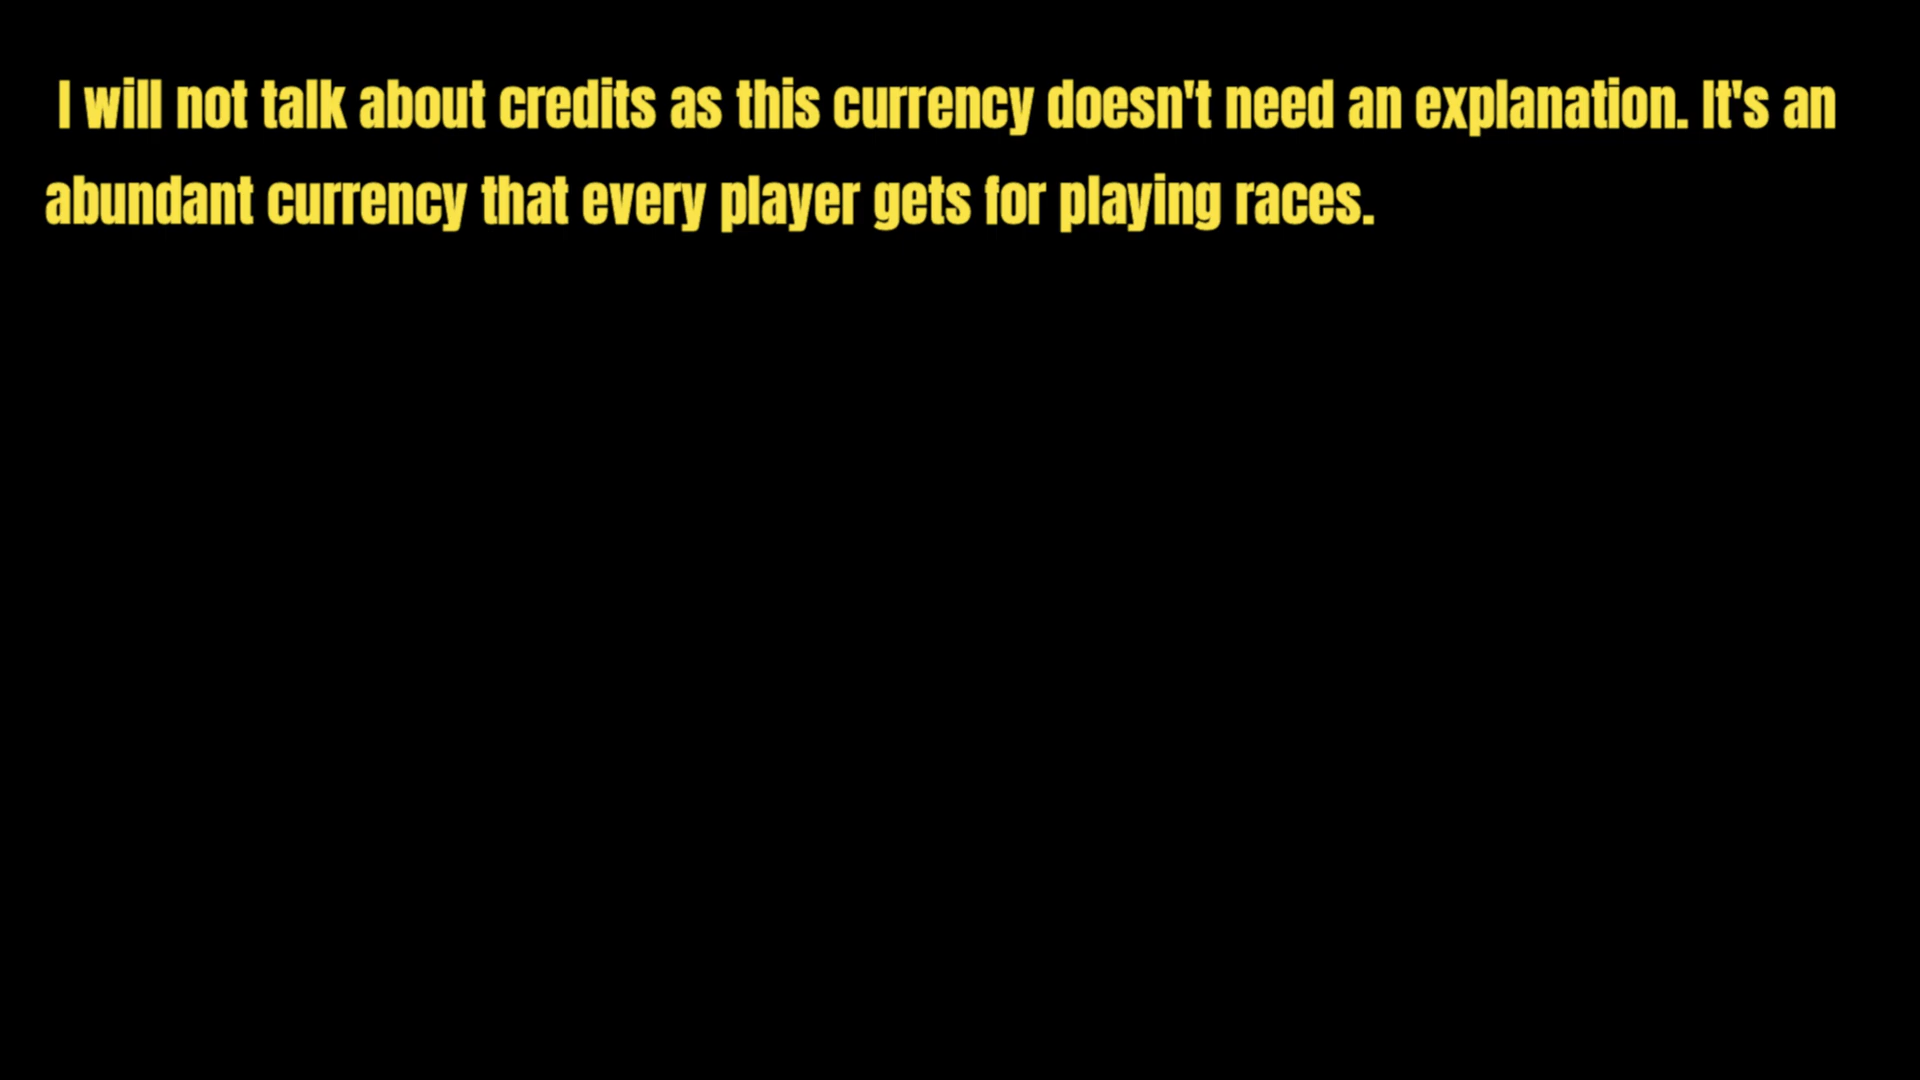 I will not talk about credits as this currency doesn't need an explanation. It's an
abundant currency that every player gets for playing races.